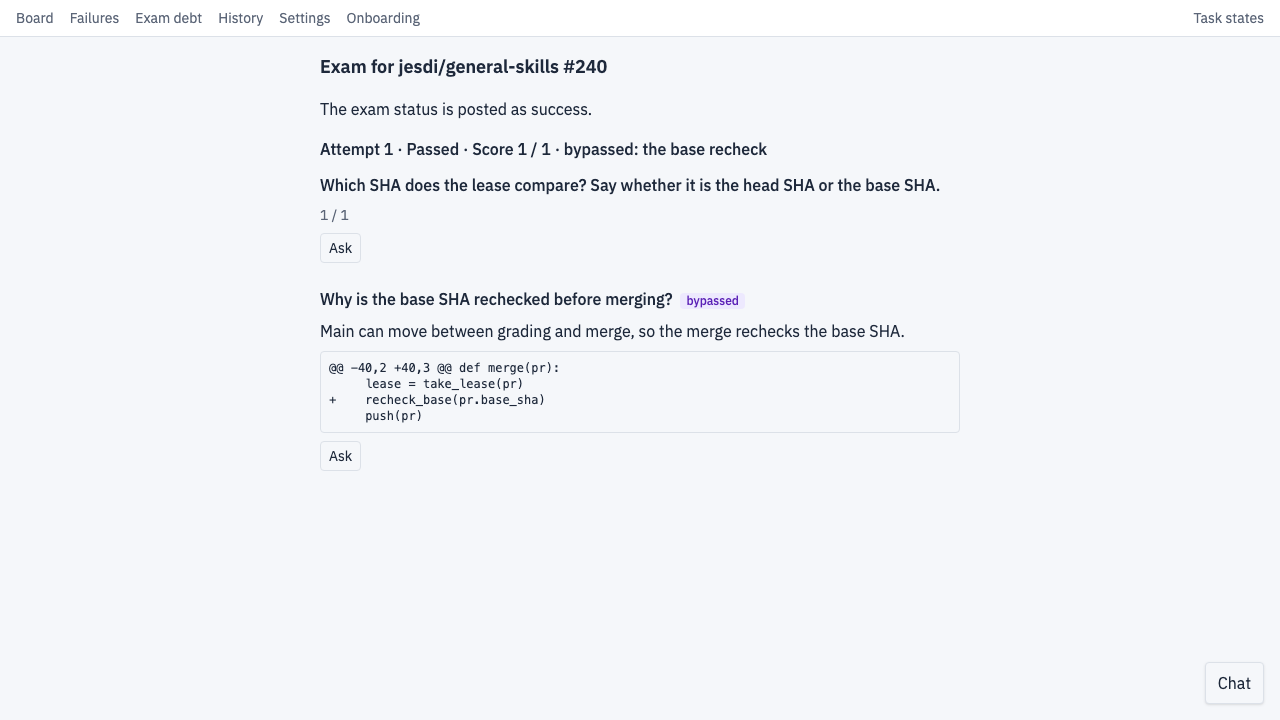 Board Failures Exam debt History Settings Onboarding Task states
Exam for jesdi/general-skills #240
The exam status is posted as success.
Attempt 1 · Passed · Score 1 / 1 · bypassed: the base recheck
Which SHA does the lease compare? Say whether it is the head SHA or the base SHA.
1 / 1
Ask
Why is the base SHA rechecked before merging? bypassed
Main can move between grading and merge, so the merge rechecks the base SHA.
@@ −40,2 +40,3 @@ def merge(pr):
     lease = take_lease(pr)
+    recheck_base(pr.base_sha)
     push(pr)
Ask
Chat